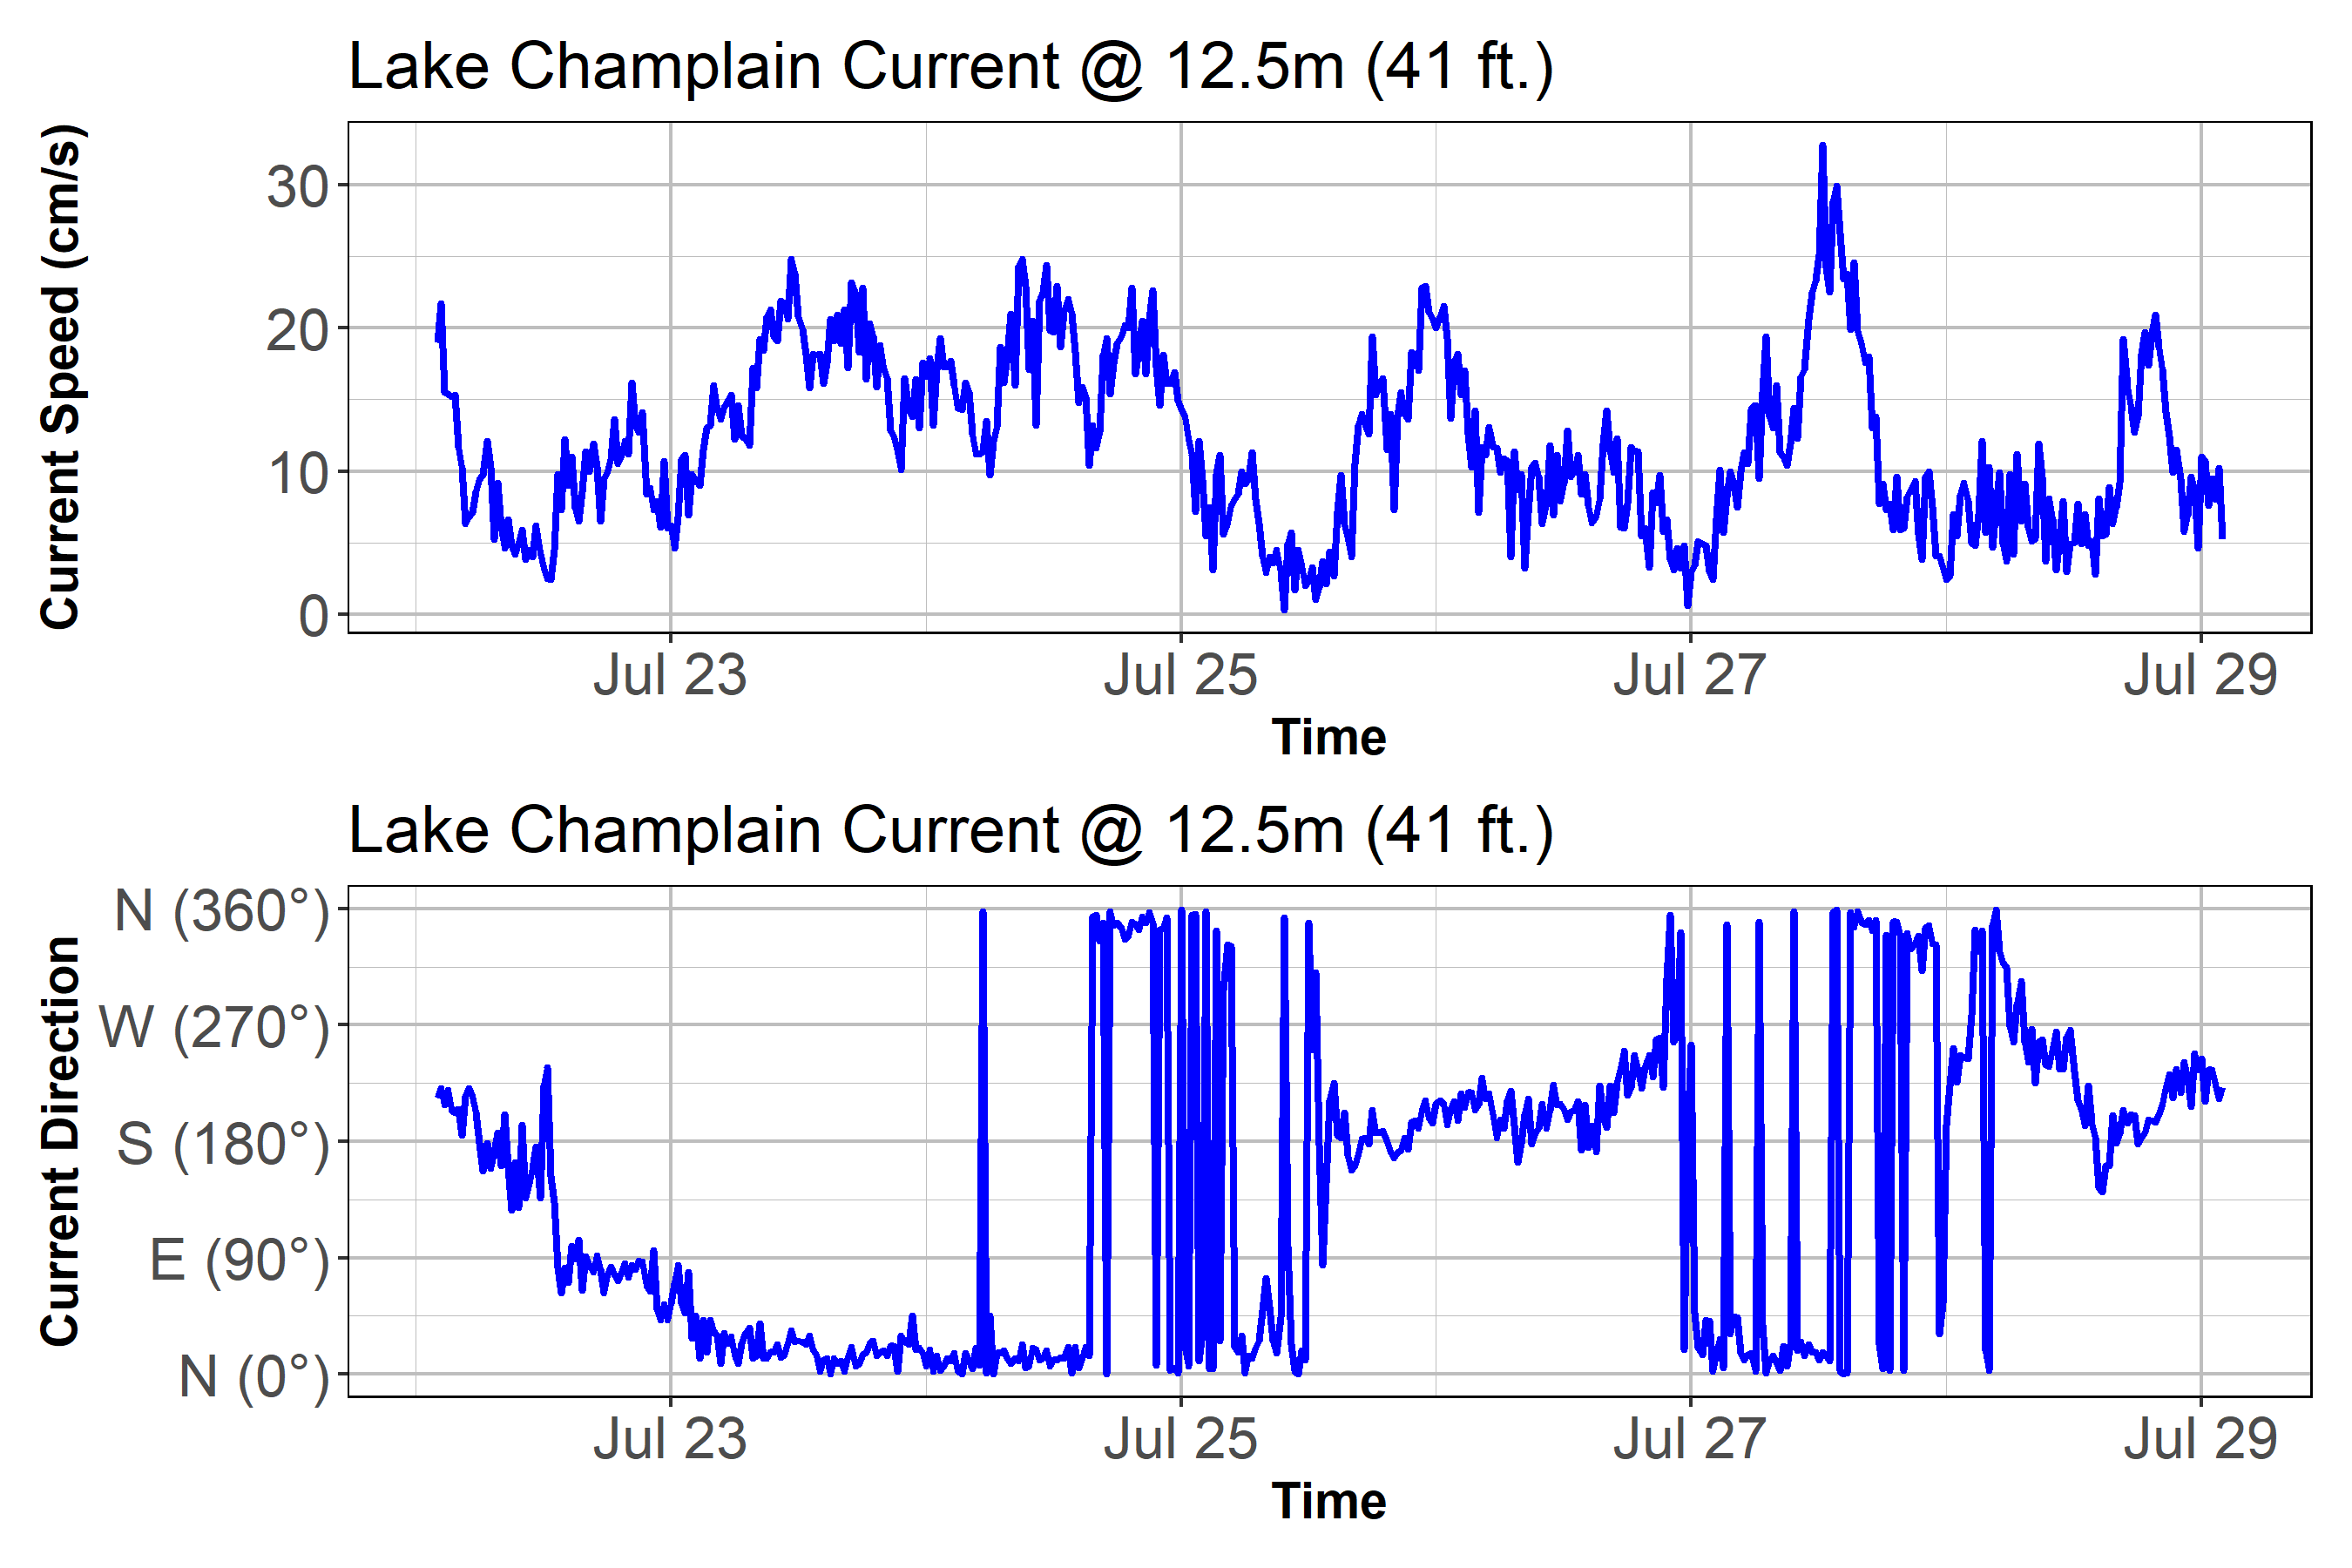 Lake Champlain Current @ 12.5m (41 ft.)
Current Speed (cm/s)
30
20
10
0
Jul 23 Jul 25 Jul 27 Jul 29
Time
Lake Champlain Current @ 12.5m (41 ft.)
Current Direction
N (360°)
W (270°)
S (180°)
E (90°)
N (0°)
Jul 23 Jul 25 Jul 27 Jul 29
Time